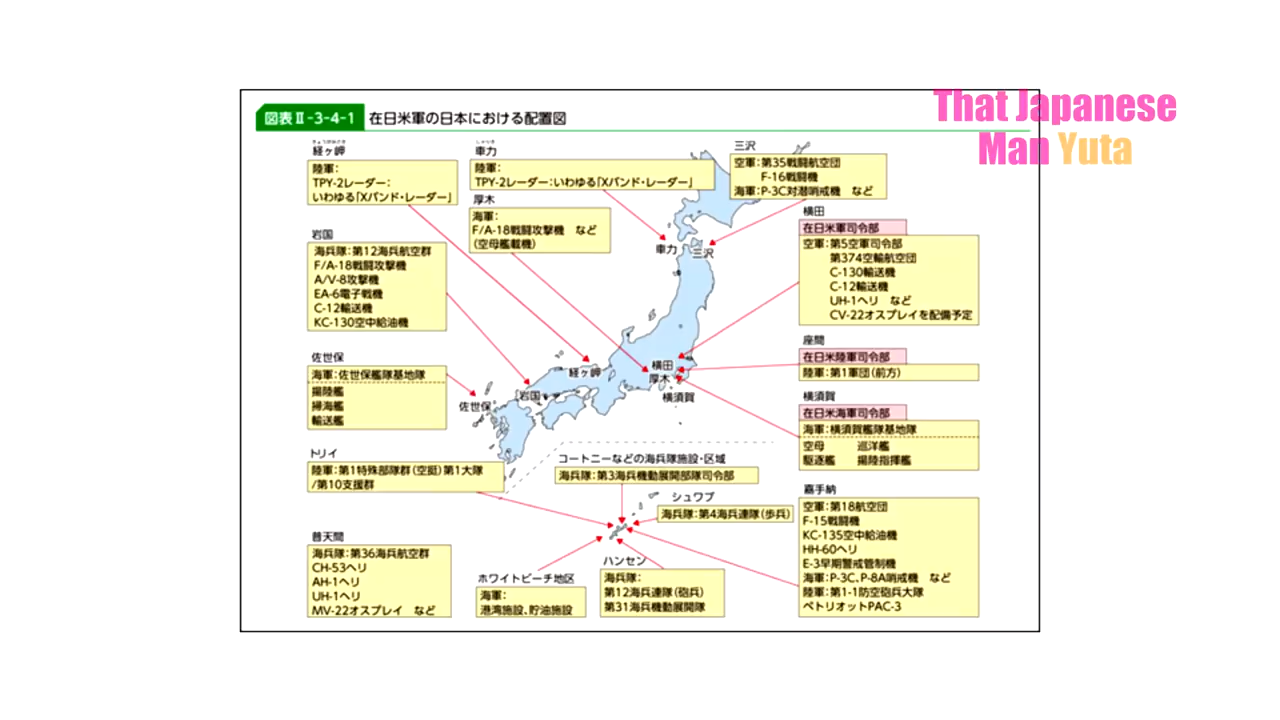 図表Ⅱ-3-4-1 在日米軍の日本における配置図
That Japanese
Man Yuta
経ヶ岬
陸軍:
TPY-2レーダー:
いわゆる「Xバンド・レーダー」
車力
陸軍:
TPY-2レーダー:いわゆる「Xバンド・レーダー」
三沢
空軍:第35戦闘航空団
F-16戦闘機
海軍:P-3C対潜哨戒機 など
厚木
海軍:
F/A-18戦闘攻撃機 など
(空母艦載機)
岩国
海兵隊:第12海兵航空群
F/A-18戦闘攻撃機
A/V-8攻撃機
EA-6電子戦機
C-12輸送機
KC-130空中給油機
横田
在日米軍司令部
空軍:第5空軍司令部
第374空輸航空団
C-130輸送機
C-12輸送機
UH-1ヘリ など
CV-22オスプレイを配備予定
車力
三沢
佐世保
海軍:佐世保艦隊基地隊
揚陸艦
掃海艦
輸送艦
座間
在日米陸軍司令部
陸軍:第1軍団(前方)
横田
厚木
経ヶ岬
横須賀
岩国
佐世保
横須賀
在日米海軍司令部
海軍:横須賀艦隊基地隊
空母 巡洋艦
駆逐艦 揚陸指揮艦
トリイ
陸軍:第1特殊部隊群(空挺)第1大隊
/第10支援群
コートニーなどの海兵隊施設・区域
海兵隊:第3海兵機動展開部隊司令部
シュワブ
海兵隊:第4海兵連隊(歩兵)
嘉手納
空軍:第18航空団
F-15戦闘機
KC-135空中給油機
HH-60ヘリ
E-3早期警戒管制機
海軍:P-3C、P-8A哨戒機 など
陸軍:第1-1防空砲兵大隊
ペトリオットPAC-3
普天間
海兵隊:第36海兵航空群
CH-53ヘリ
AH-1ヘリ
UH-1ヘリ
MV-22オスプレイ など
ホワイトビーチ地区
海軍:
港湾施設、貯油施設
ハンセン
海兵隊:
第12海兵連隊(砲兵)
第31海兵機動展開隊